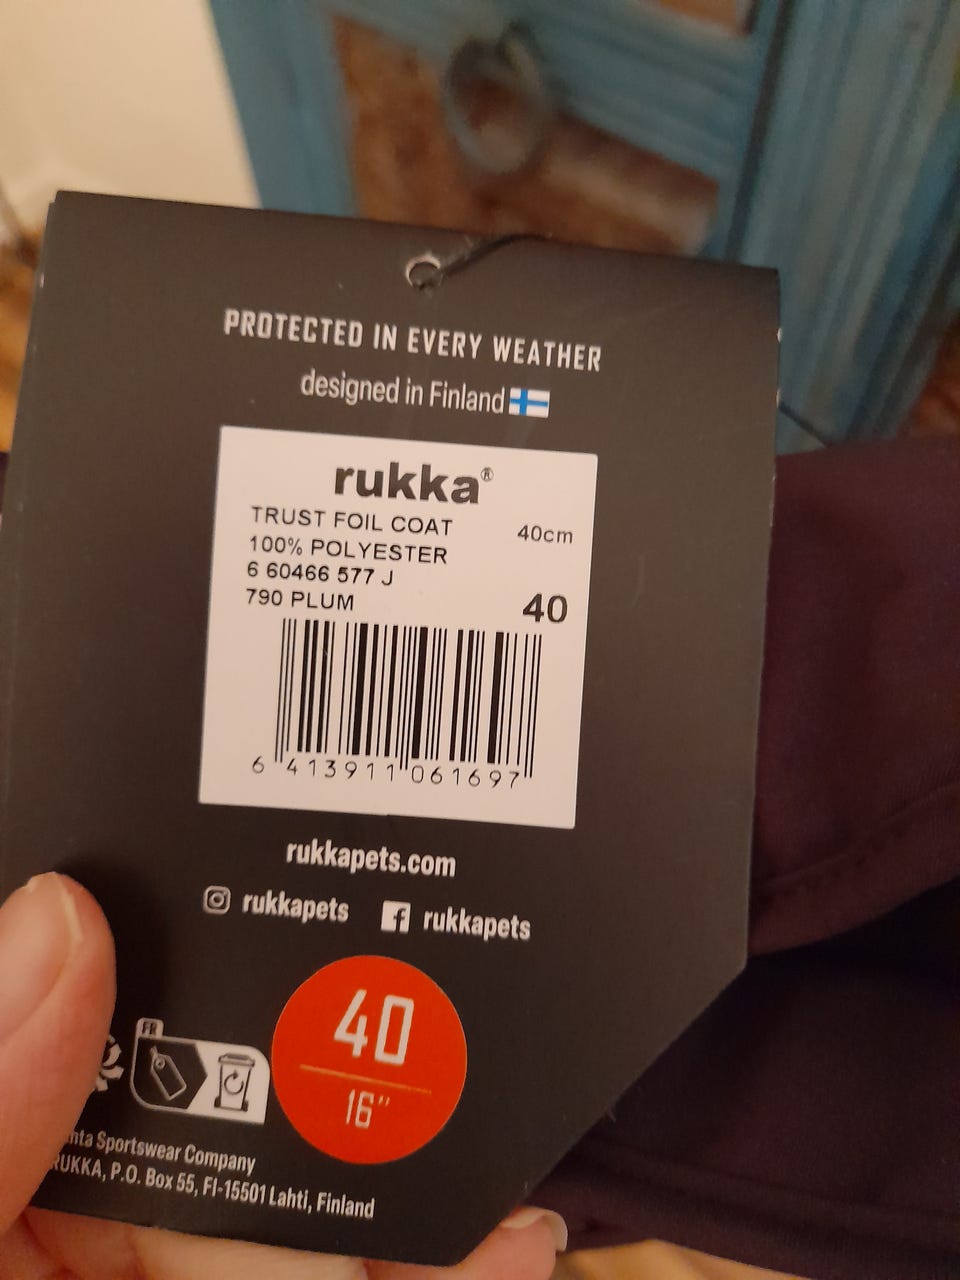 PROTECTED IN EVERY WEATHER
designed in Finland
rukka®
TRUST FOIL COAT 40cm
100% POLYESTER
6 60466 577 J
790 PLUM 40
6 413911 061697
rukkapets.com
rukkapets rukkapets
40
16”
FR
Sportswear Company
RUKKA, P.O. Box 55, FI-15501 Lahti, Finland